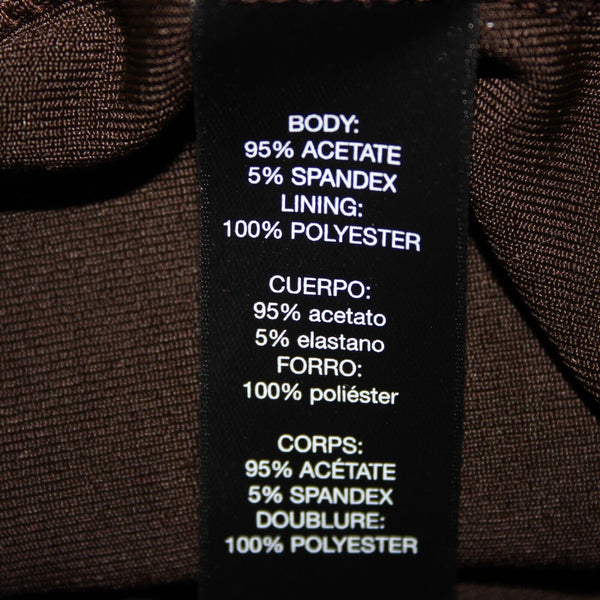 BODY:
95% ACETATE
5% SPANDEX
LINING:
100% POLYESTER
CUERPO:
95% acetato
5% elastano
FORRO:
100% poliéster
CORPS:
95% ACÉTATE
5% SPANDEX
DOUBLURE:
100% POLYESTER